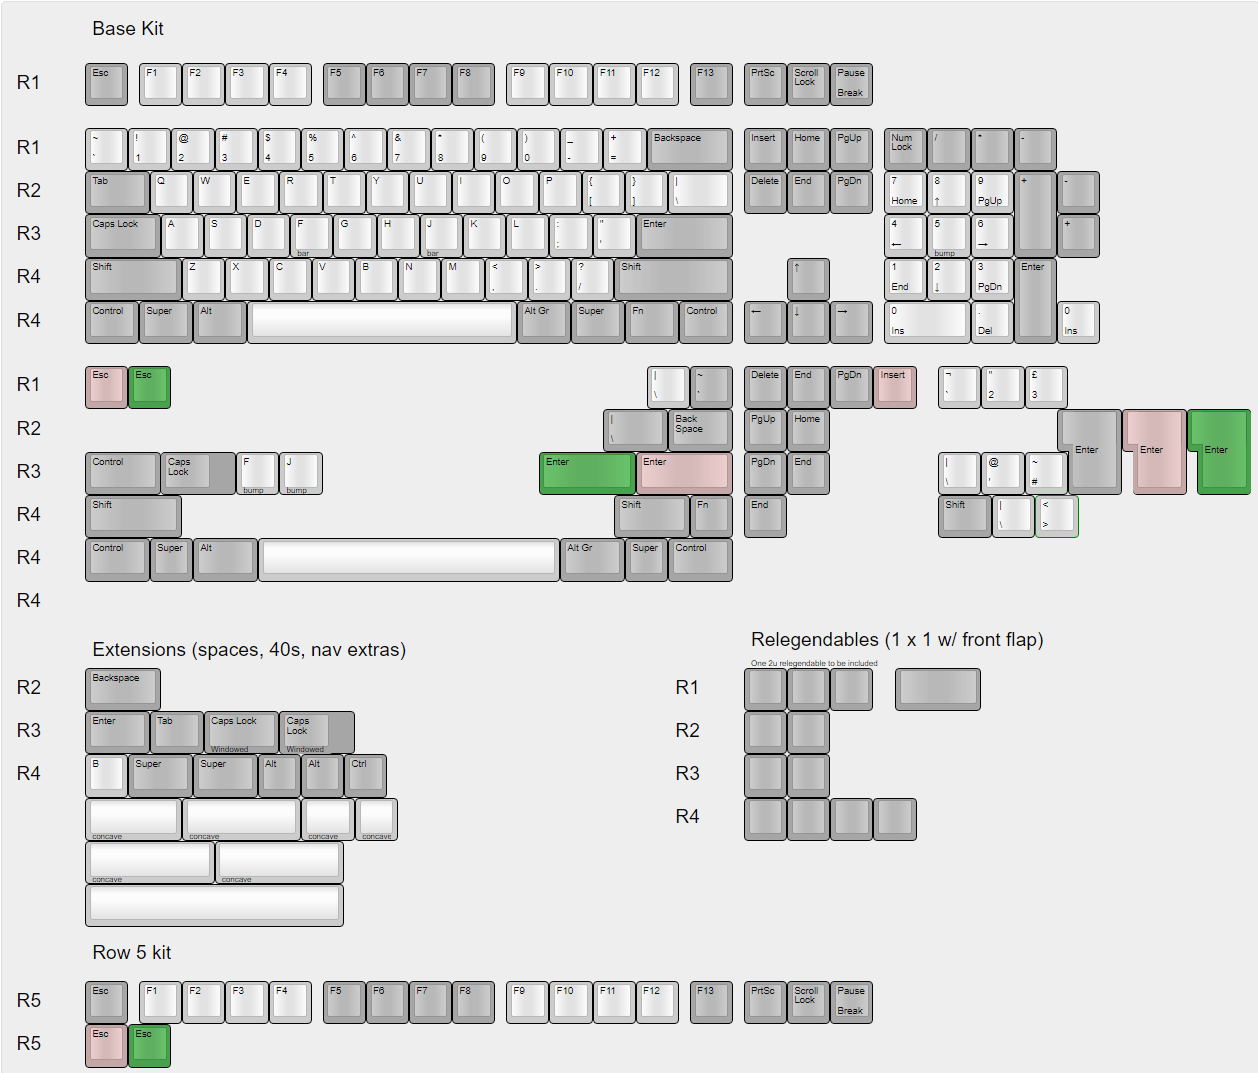 Base Kit
R1 Esc F1 F2 F3 F4 F5 F6 F7 F8 F9 F10 F11 F12 F13 PrtSc Scroll Lock Pause Break
R1 ~ ` ! 1 @ 2 # 3 $ 4 % 5 ^ 6 & 7 * 8 ( 9 ) 0 _ - + = Backspace Insert Home PgUp Num Lock / * -
R2 Tab Q W E R T Y U I O P { [ } ] | \ Delete End PgDn 7 Home 8 ↑ 9 PgUp + -
R3 Caps Lock A S D F bar G H J bar K L : ; " ' Enter 4 ← 5 bump 6 → +
R4 Shift Z X C V B N M < , > . ? / Shift ↑ 1 End 2 ↓ 3 PgDn Enter
R4 Control Super Alt Alt Gr Super Fn Control ← ↓ → 0 Ins . Del 0 Ins
R1 Esc Esc | \ ~ ` Delete End PgDn Insert ¬ ` " 2 £ 3
R2 | \ Back Space PgUp Home Enter Enter Enter
R3 Control Caps Lock F bump J bump Enter Enter PgDn End | \ @ ' ~ #
R4 Shift Shift Fn End Shift | \ < >
R4 Control Super Alt Alt Gr Super Control
R4
Extensions (spaces, 40s, nav extras)
R2 Backspace
R3 Enter Tab Caps Lock Windowed Caps Lock Windowed
R4 B Super Super Alt Alt Ctrl
concave concave concave concave
concave concave
Relegendables (1 x 1 w/ front flap)
One 2u relegendable to be included
R1
R2
R3
R4
Row 5 kit
R5 Esc F1 F2 F3 F4 F5 F6 F7 F8 F9 F10 F11 F12 F13 PrtSc Scroll Lock Pause Break
R5 Esc Esc